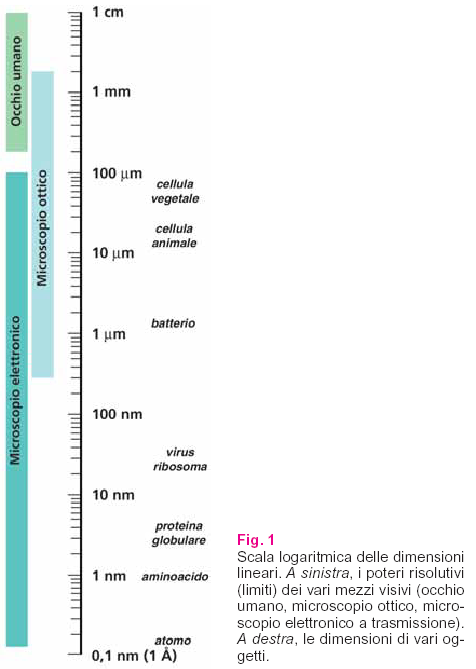 Occhio umano
Microscopio ottico
Microscopio elettronico
1 cm
1 mm
100 μm
cellula
vegetale
cellula
animale
10 μm
batterio
1 μm
100 nm
virus
ribosoma
10 nm
proteina
globulare
1 nm
aminoacido
atomo
0,1 nm (1 Å)
Fig. 1
Scala logaritmica delle dimensioni
lineari. A sinistra, i poteri risolutivi
(limiti) dei vari mezzi visivi (occhio
umano, microscopio ottico, micro-
scopio elettronico a trasmissione).
A destra, le dimensioni di vari og-
getti.